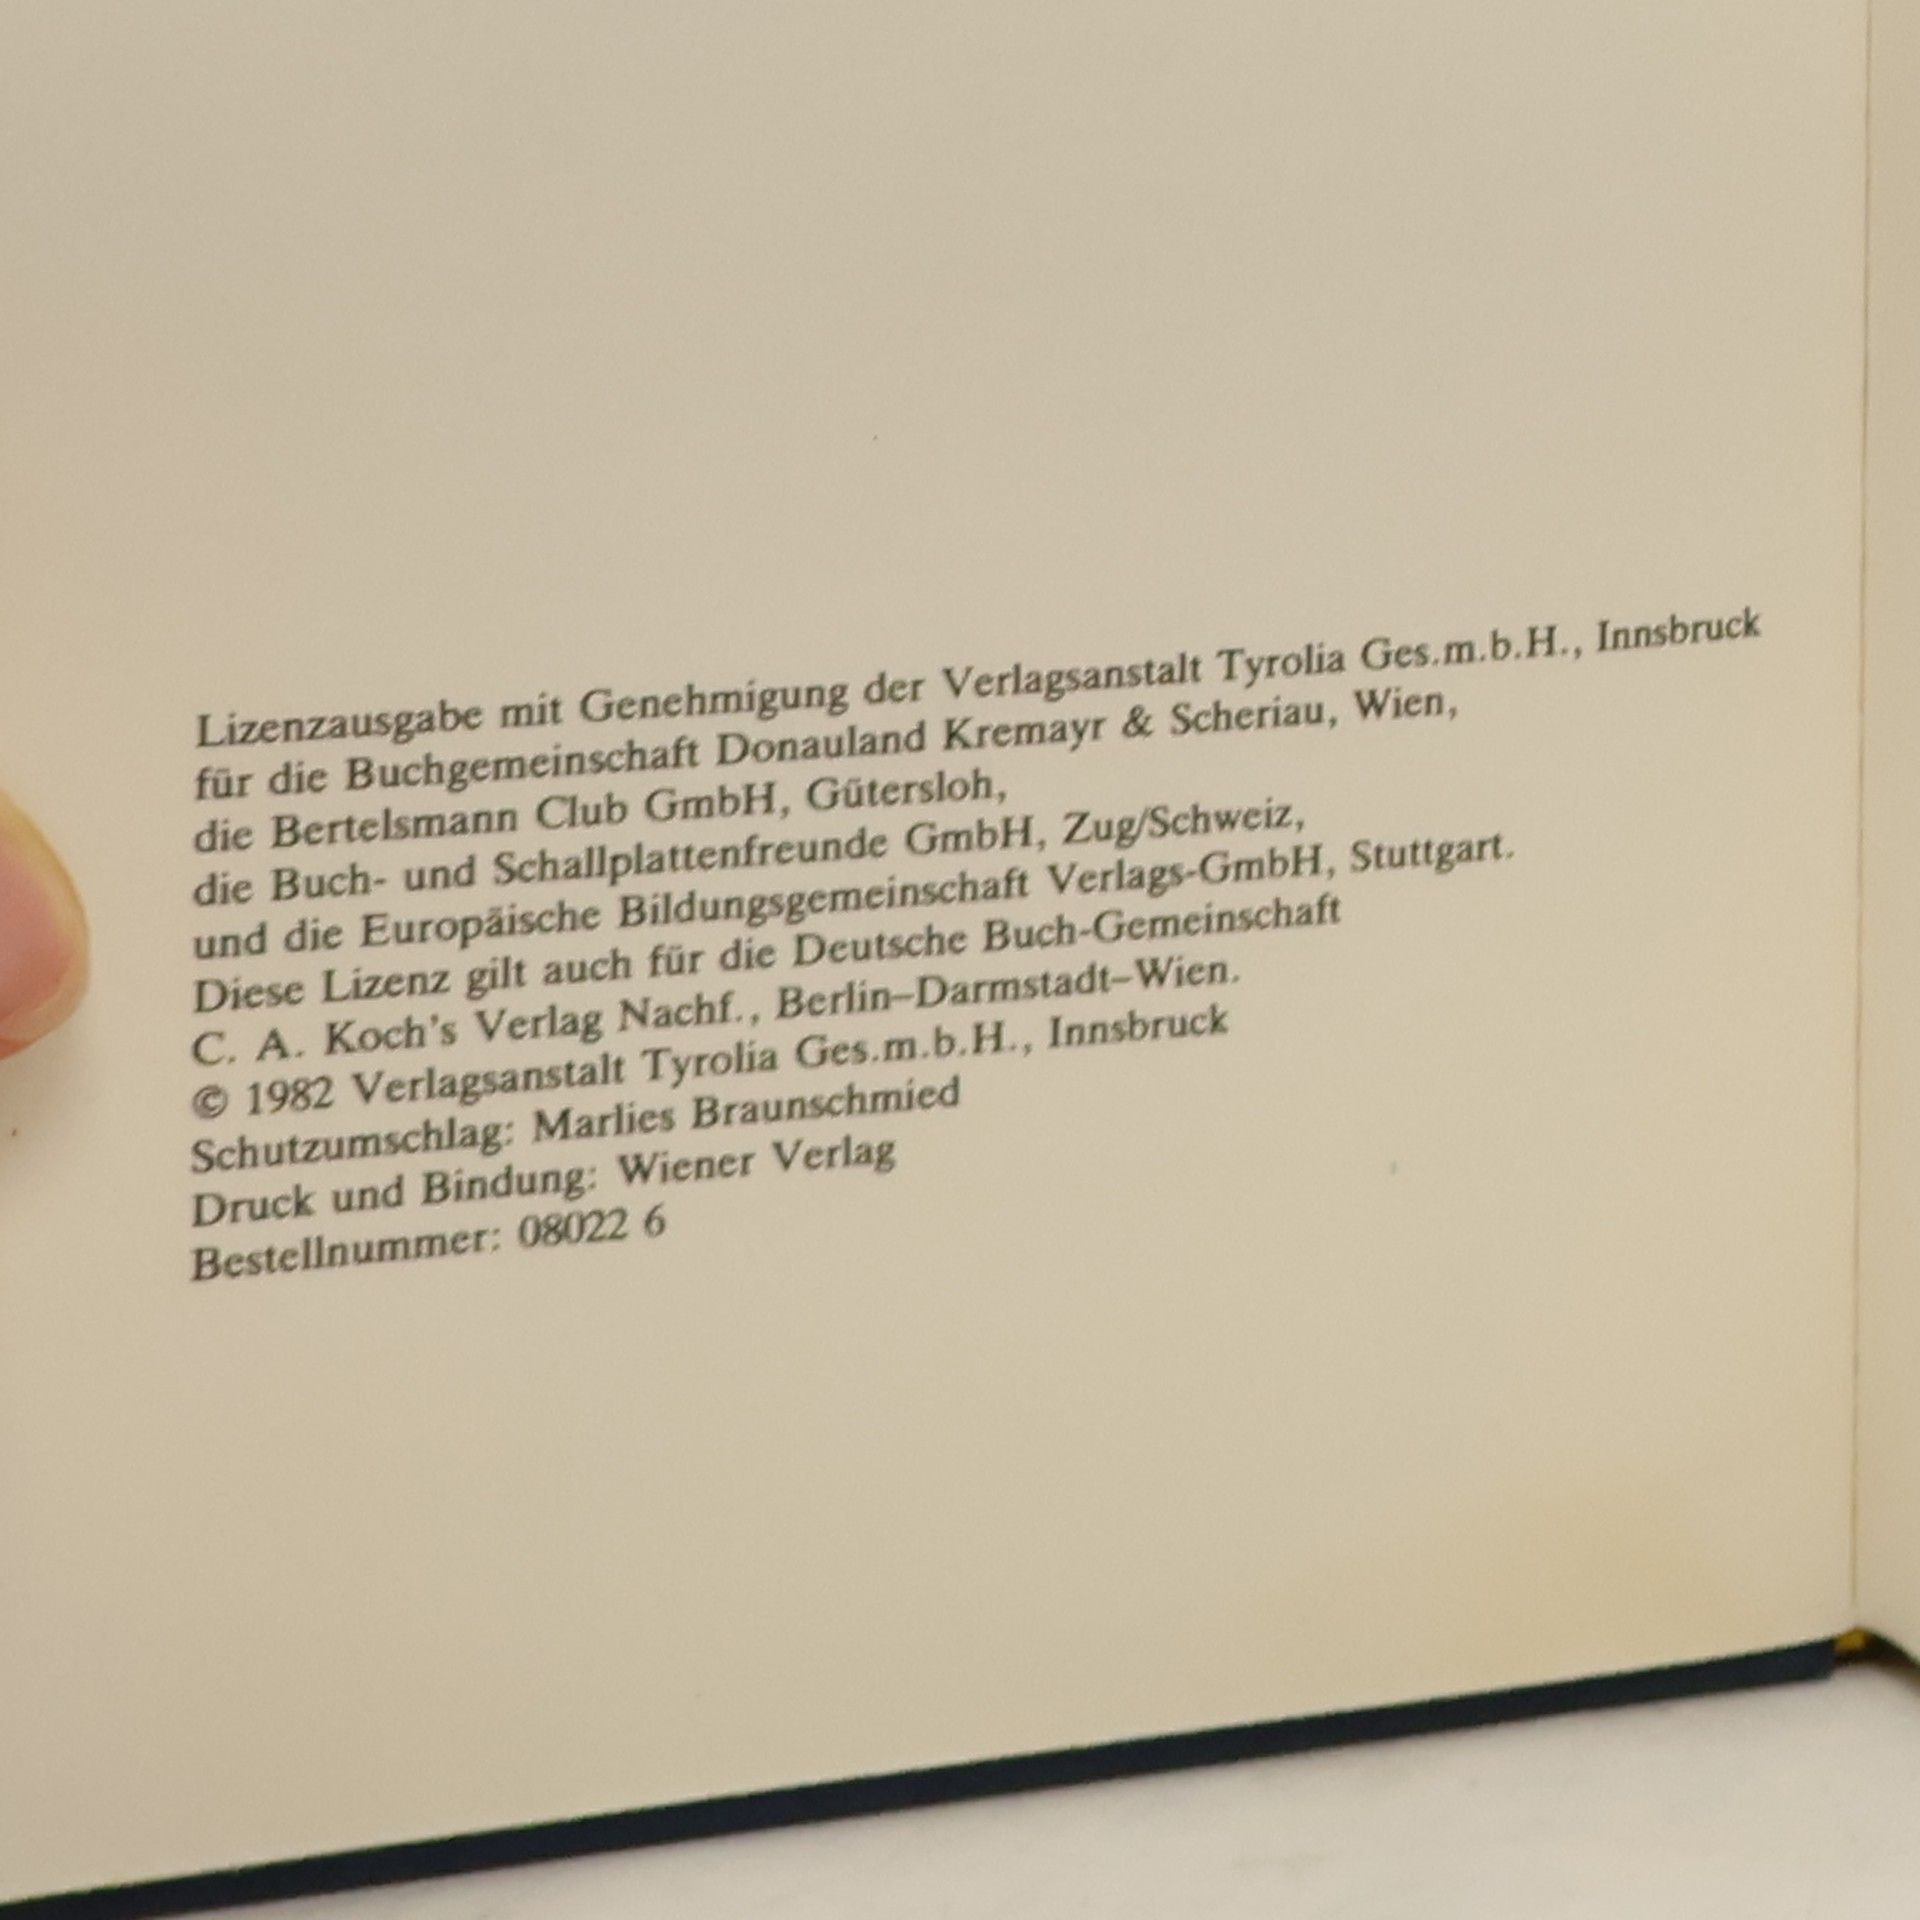 Lizenzausgabe mit Genehmigung der Verlagsanstalt Tyrolia Ges.m.b.H., Innsbruck
für die Buchgemeinschaft Donauland Kremayr & Scheriau, Wien,
die Bertelsmann Club GmbH, Gütersloh,
die Buch- und Schallplattenfreunde GmbH, Zug/Schweiz,
und die Europäische Bildungsgemeinschaft Verlags-GmbH, Stuttgart.
Diese Lizenz gilt auch für die Deutsche Buch-Gemeinschaft
C. A. Koch's Verlag Nachf., Berlin–Darmstadt–Wien.
© 1982 Verlagsanstalt Tyrolia Ges.m.b.H., Innsbruck
Schutzumschlag: Marlies Braunschmied
Druck und Bindung: Wiener Verlag
Bestellnummer: 08022 6